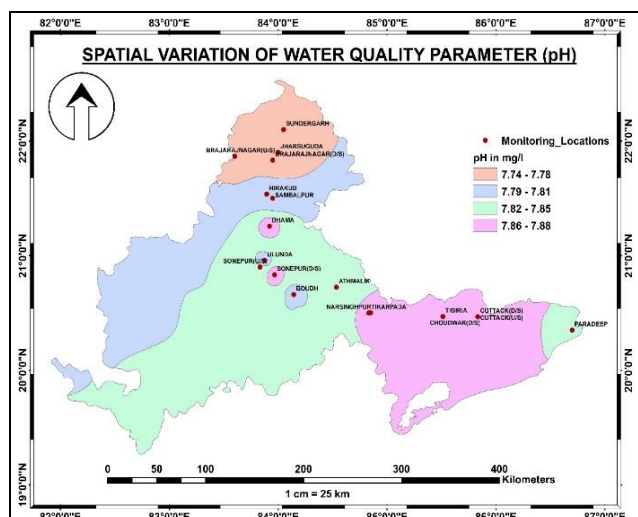 82°0'0"E 83°0'0"E 84°0'0"E 85°0'0"E 86°0'0"E 87°0'0"E
SPATIAL VARIATION OF WATER QUALITY PARAMETER (pH)
SUNDERGARH
JHARSUGUDA
BRAJARAJNAGAR(U/S)
BRAJARAJNAGAR(D/S)
HIRAKUD
SAMBALPUR
DHAMA
ULUNDA
SONEPUR(U/S)
SONEPUR(D/S)
BOUDH
ATHMALIK
NARSINGHPUR
TIKARPADA
TIGIRIA
CHOUDWAR(D/S)
CUTTACK(D/S)
CUTTACK(U/S)
PARADEEP
Monitoring_Locations
pH in mg/l
7.74 - 7.78
7.79 - 7.81
7.82 - 7.85
7.86 - 7.88
22°0'0"N
21°0'0"N
20°0'0"N
19°0'0"N
22°0'0"N
21°0'0"N
20°0'0"N
19°0'0"N
0 25 50 100 200 300 400
Kilometers
1 cm = 25 km
82°0'0"E 83°0'0"E 84°0'0"E 85°0'0"E 86°0'0"E 87°0'0"E